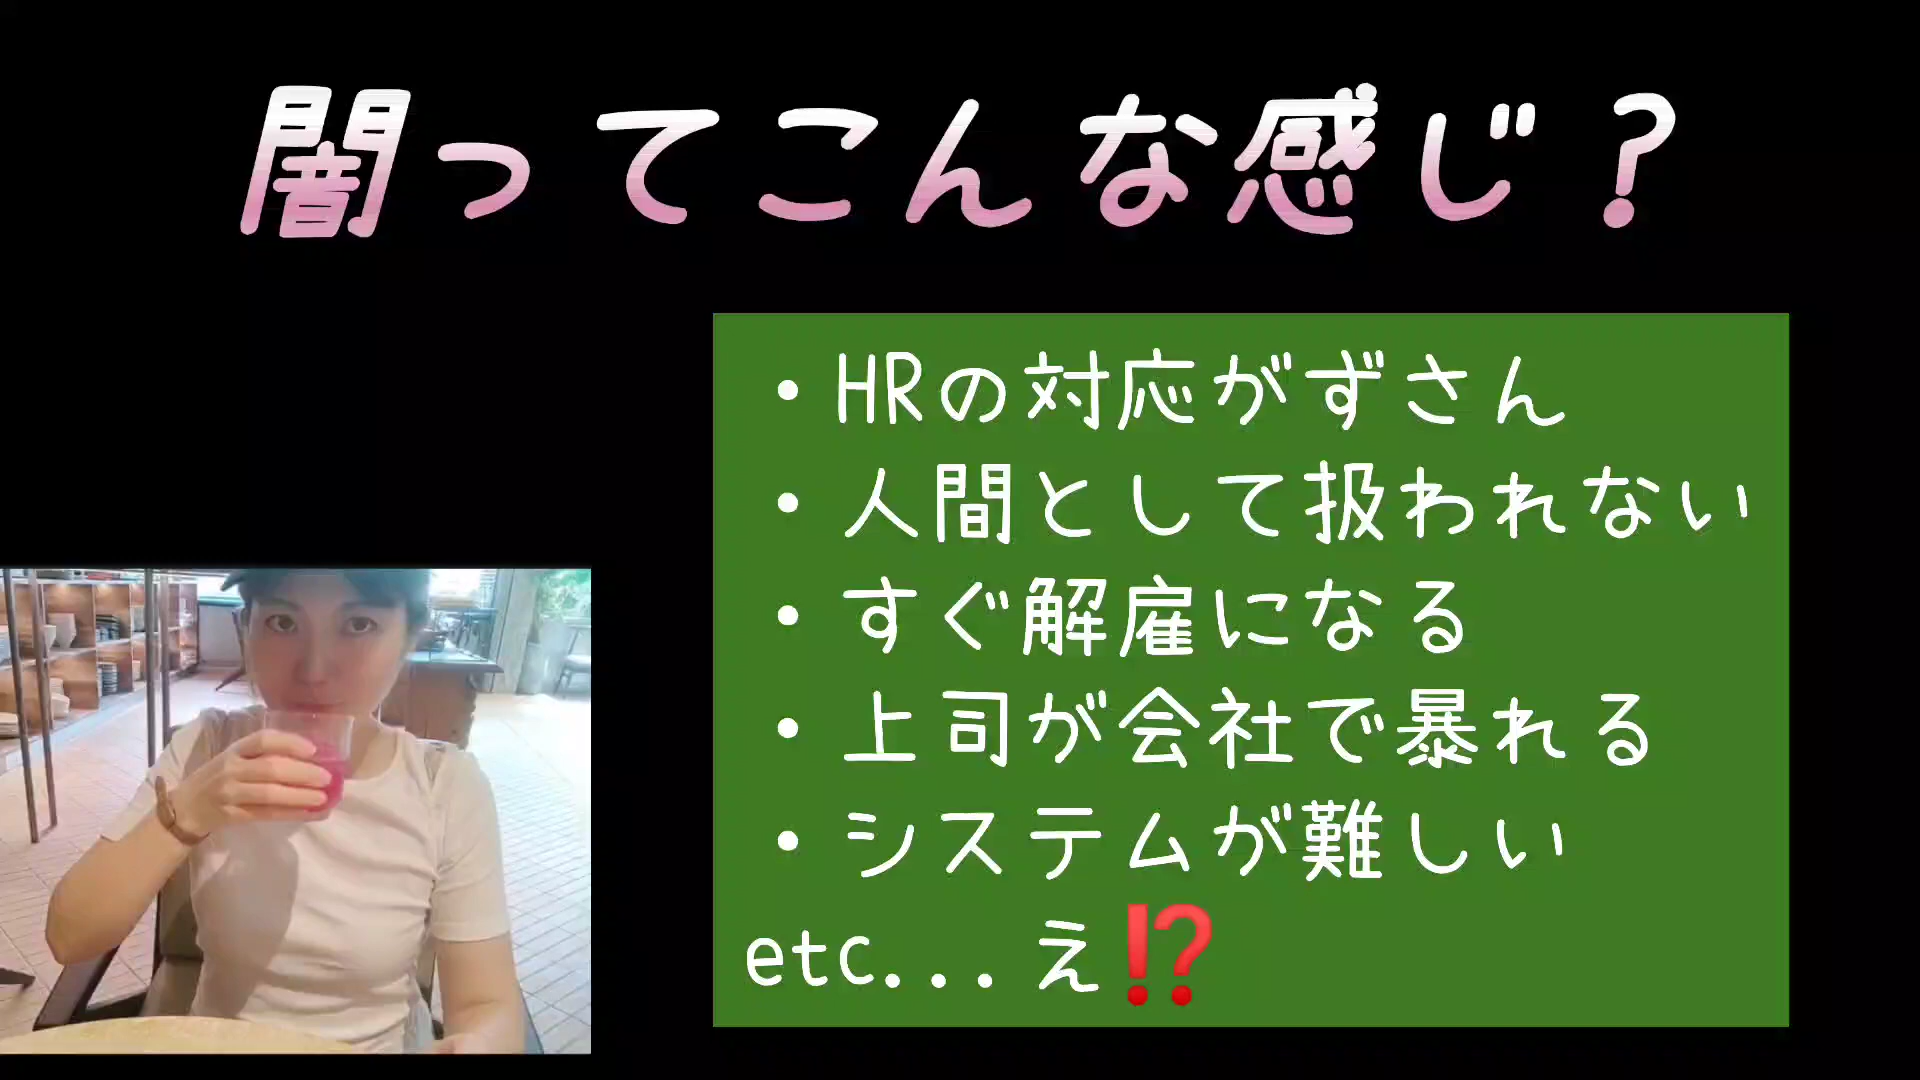 闇ってこんな感じ？
・HRの対応がずさん
・人間として扱われない
・すぐ解雇になる
・上司が会社で暴れる
・システムが難しい
etc... え⁉